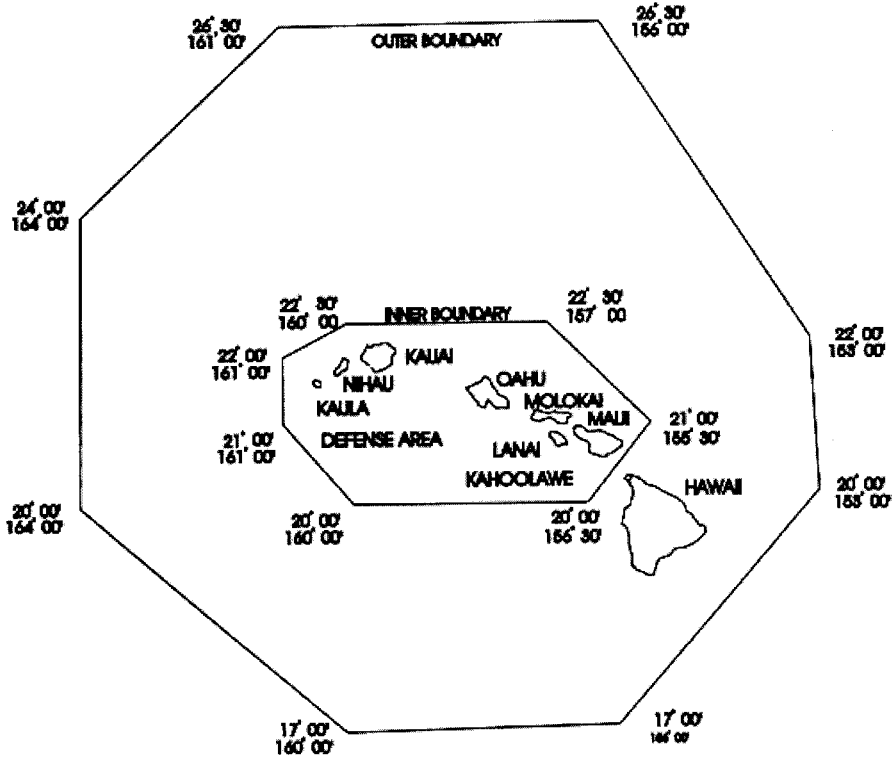 26° 30'
161° 00'
OUTER BOUNDARY
26° 30'
156° 00'
24° 00'
164° 00'
22° 30'
160° 00
INNER BOUNDARY
22° 30'
157° 00
22° 00'
161° 00'
KAUAI
NIHAU
KAULA
OAHU
MOLOKAI
MAUI
22° 00'
153° 00'
21° 00'
161° 00'
DEFENSE AREA
LANAI
21° 00'
155° 30'
KAHOOLAWE
HAWAII
20° 00'
153° 00'
20° 00'
164° 00'
20° 00'
160° 00'
20° 00'
156° 30'
17° 00'
160° 00'
17° 00'